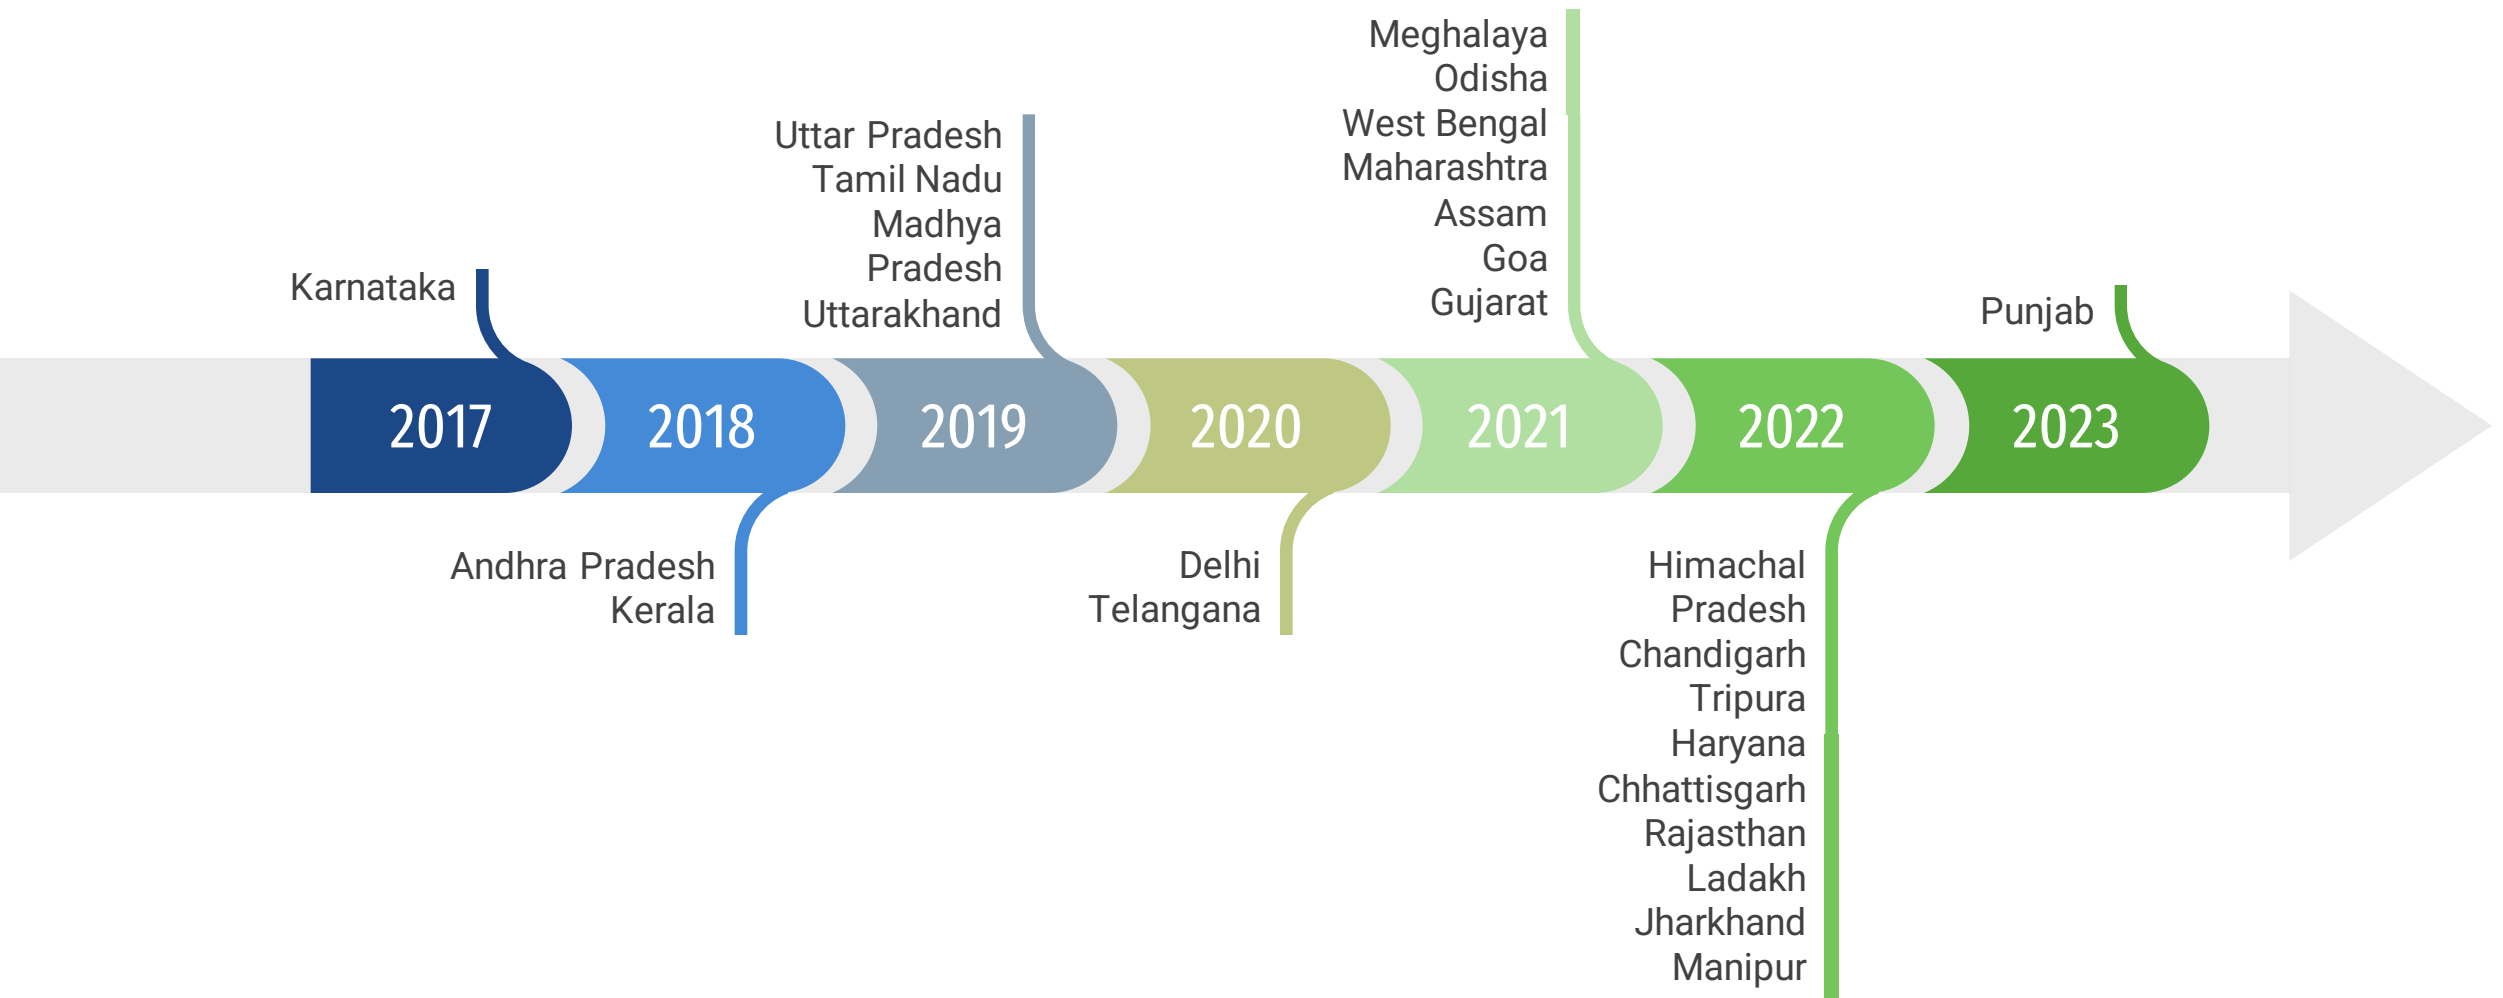 Meghalaya
Odisha
West Bengal
Maharashtra
Assam
Goa
Gujarat
Uttar Pradesh
Tamil Nadu
Madhya
Pradesh
Uttarakhand
Karnataka
Punjab
2017
2018
2019
2020
2021
2022
2023
Andhra Pradesh
Kerala
Delhi
Telangana
Himachal
Pradesh
Chandigarh
Tripura
Haryana
Chhattisgarh
Rajasthan
Ladakh
Jharkhand
Manipur